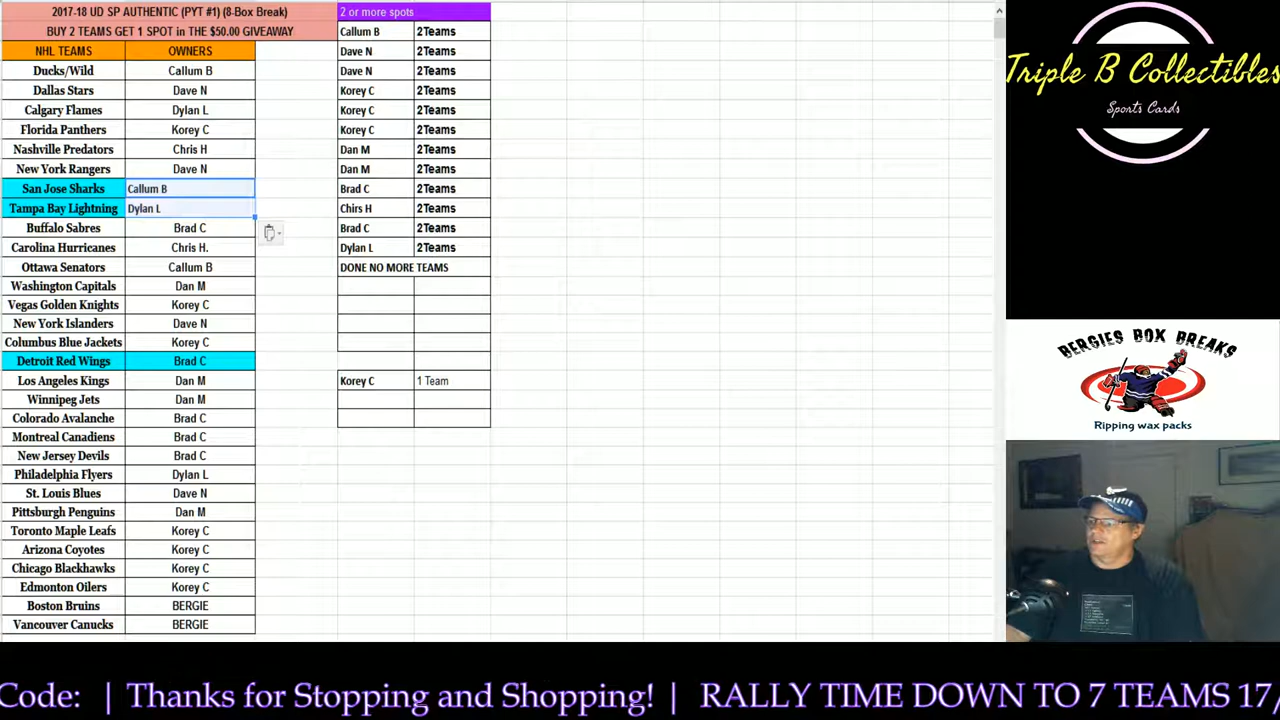 2017-18 UD SP AUTHENTIC (PYT #1) (8-Box Break)
BUY 2 TEAMS GET 1 SPOT in THE $50.00 GIVEAWAY
NHL TEAMS OWNERS
Ducks/Wild Callum B
Dallas Stars Dave N
Calgary Flames Dylan L
Florida Panthers Korey C
Nashville Predators Chris H
New York Rangers Dave N
San Jose Sharks Callum B
Tampa Bay Lightning Dylan L
Buffalo Sabres Brad C
Carolina Hurricanes Chris H.
Ottawa Senators Callum B
Washington Capitals Dan M
Vegas Golden Knights Korey C
New York Islanders Dave N
Columbus Blue Jackets Korey C
Detroit Red Wings Brad C
Los Angeles Kings Dan M
Winnipeg Jets Dan M
Colorado Avalanche Brad C
Montreal Canadiens Brad C
New Jersey Devils Brad C
Philadelphia Flyers Dylan L
St. Louis Blues Dave N
Pittsburgh Penguins Dan M
Toronto Maple Leafs Korey C
Arizona Coyotes Korey C
Chicago Blackhawks Korey C
Edmonton Oilers Korey C
Boston Bruins BERGIE
Vancouver Canucks BERGIE
2 or more spots
Callum B 2Teams
Dave N 2Teams
Dave N 2Teams
Korey C 2Teams
Korey C 2Teams
Korey C 2Teams
Dan M 2Teams
Dan M 2Teams
Brad C 2Teams
Chirs H 2Teams
Brad C 2Teams
Dylan L 2Teams
DONE NO MORE TEAMS
Korey C 1 Team
Triple B Collectibles
Sports Cards
BERGIES BOX BREAKS
Ripping wax packs
Code: | Thanks for Stopping and Shopping! | RALLY TIME DOWN TO 7 TEAMS 17/